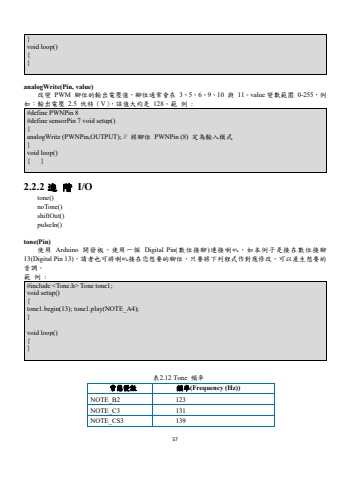 }
void loop()
{
}
analogWrite(Pin, value)
改變 PWM 腳位的輸出電壓值，腳位通常會在 3、5、6、9、10 與 11。value 變數範圍 0-255，例
如：輸出電壓 2.5 伏特（V），該值大約是 128。範 例：
#define PWNPin 8
#define sensorPin 7 void setup()
{
analogWrite (PWNPin,OUTPUT); // 將腳位 PWNPin (8) 定為輸入模式
}
void loop()
{ }
2.2.2 進 階 I/O
tone()
noTone()
shiftOut()
pulseIn()
tone(Pin)
使用 Arduino 開發板，使用一個 Digital Pin(數位接腳)連接喇叭，如本例子是接在數位接腳
13(Digital Pin 13)，讀者也可將喇叭接在您想要的腳位，只要將下列程式作對應修改，可以產生想要的
音調。
範 例：
#include <Tone.h> Tone tone1;
void setup()
{
tone1.begin(13); tone1.play(NOTE_A4);
}
void loop()
{
}
表2.12 Tone 頻率
頻率(Frequency (Hz))
NOTE_B2 123
NOTE_C3 131
NOTE_CS3 139
57